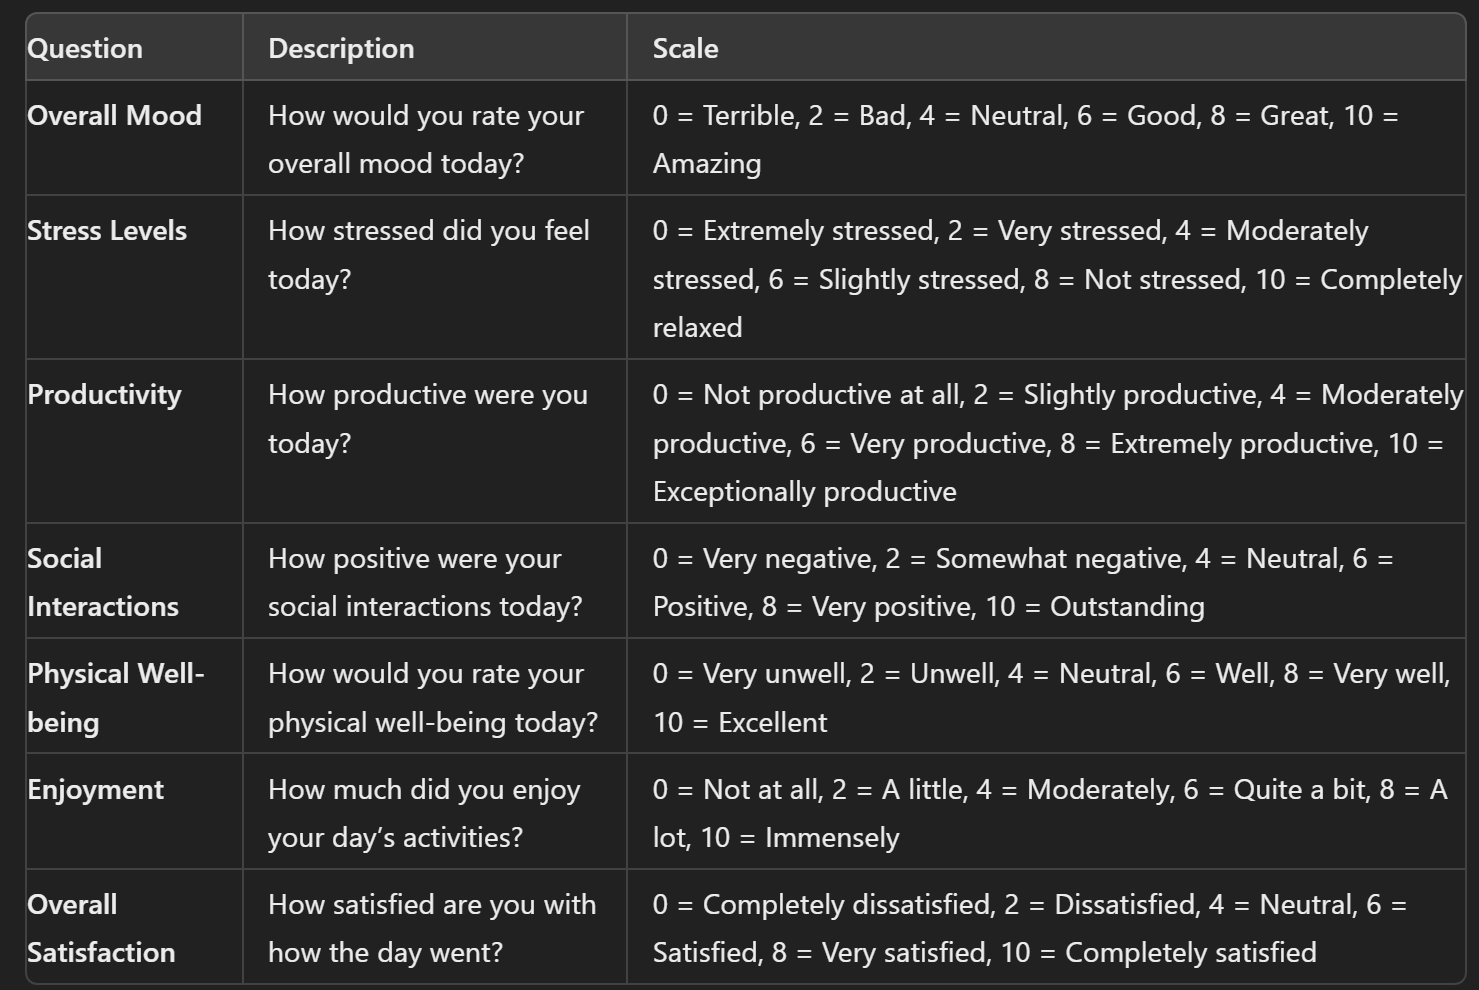 Question Description Scale
Overall Mood How would you rate your 0 = Terrible, 2 = Bad, 4 = Neutral, 6 = Good, 8 = Great, 10 =
overall mood today? Amazing
Stress Levels How stressed did you feel 0 = Extremely stressed, 2 = Very stressed, 4 = Moderately
today? stressed, 6 = Slightly stressed, 8 = Not stressed, 10 = Completely
relaxed
Productivity How productive were you 0 = Not productive at all, 2 = Slightly productive, 4 = Moderately
today? productive, 6 = Very productive, 8 = Extremely productive, 10 =
Exceptionally productive
Social How positive were your 0 = Very negative, 2 = Somewhat negative, 4 = Neutral, 6 =
Interactions social interactions today? Positive, 8 = Very positive, 10 = Outstanding
Physical Well- How would you rate your 0 = Very unwell, 2 = Unwell, 4 = Neutral, 6 = Well, 8 = Very well,
being physical well-being today? 10 = Excellent
Enjoyment How much did you enjoy 0 = Not at all, 2 = A little, 4 = Moderately, 6 = Quite a bit, 8 = A
your day’s activities? lot, 10 = Immensely
Overall How satisfied are you with 0 = Completely dissatisfied, 2 = Dissatisfied, 4 = Neutral, 6 =
Satisfaction how the day went? Satisfied, 8 = Very satisfied, 10 = Completely satisfied